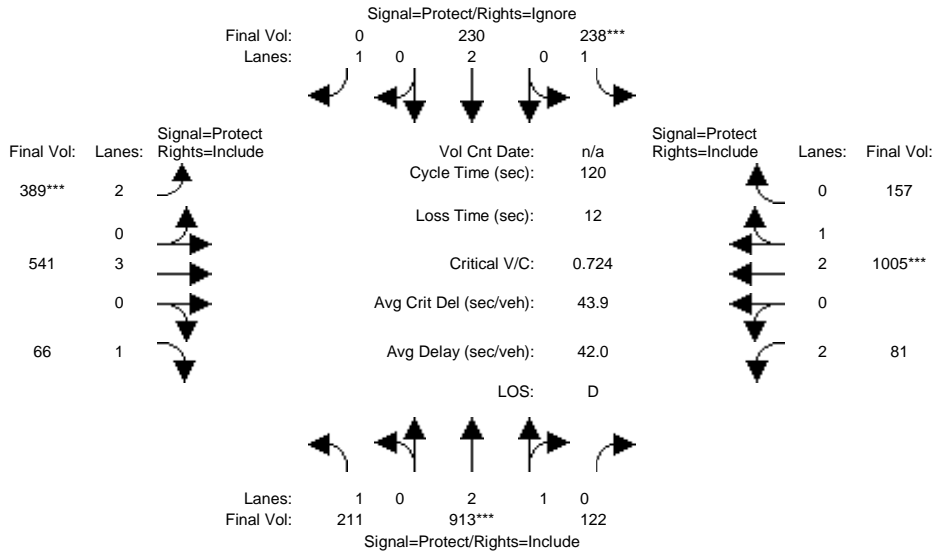 Signal=Protect/Rights=Ignore
Final Vol: 0 230 238***
Lanes: 1 0 2 0 1
Signal=Protect
Final Vol: Lanes: Rights=Include
Vol Cnt Date: n/a
Signal=Protect
Rights=Include Lanes: Final Vol:
Cycle Time (sec): 120
389*** 2
0 157
Loss Time (sec): 12
0
1
541 3
Critical V/C: 0.724
2 1005***
0
Avg Crit Del (sec/veh): 43.9
0
66 1
Avg Delay (sec/veh): 42.0
2 81
LOS: D
Lanes: 1 0 2 1 0
Final Vol: 211 913*** 122
Signal=Protect/Rights=Include